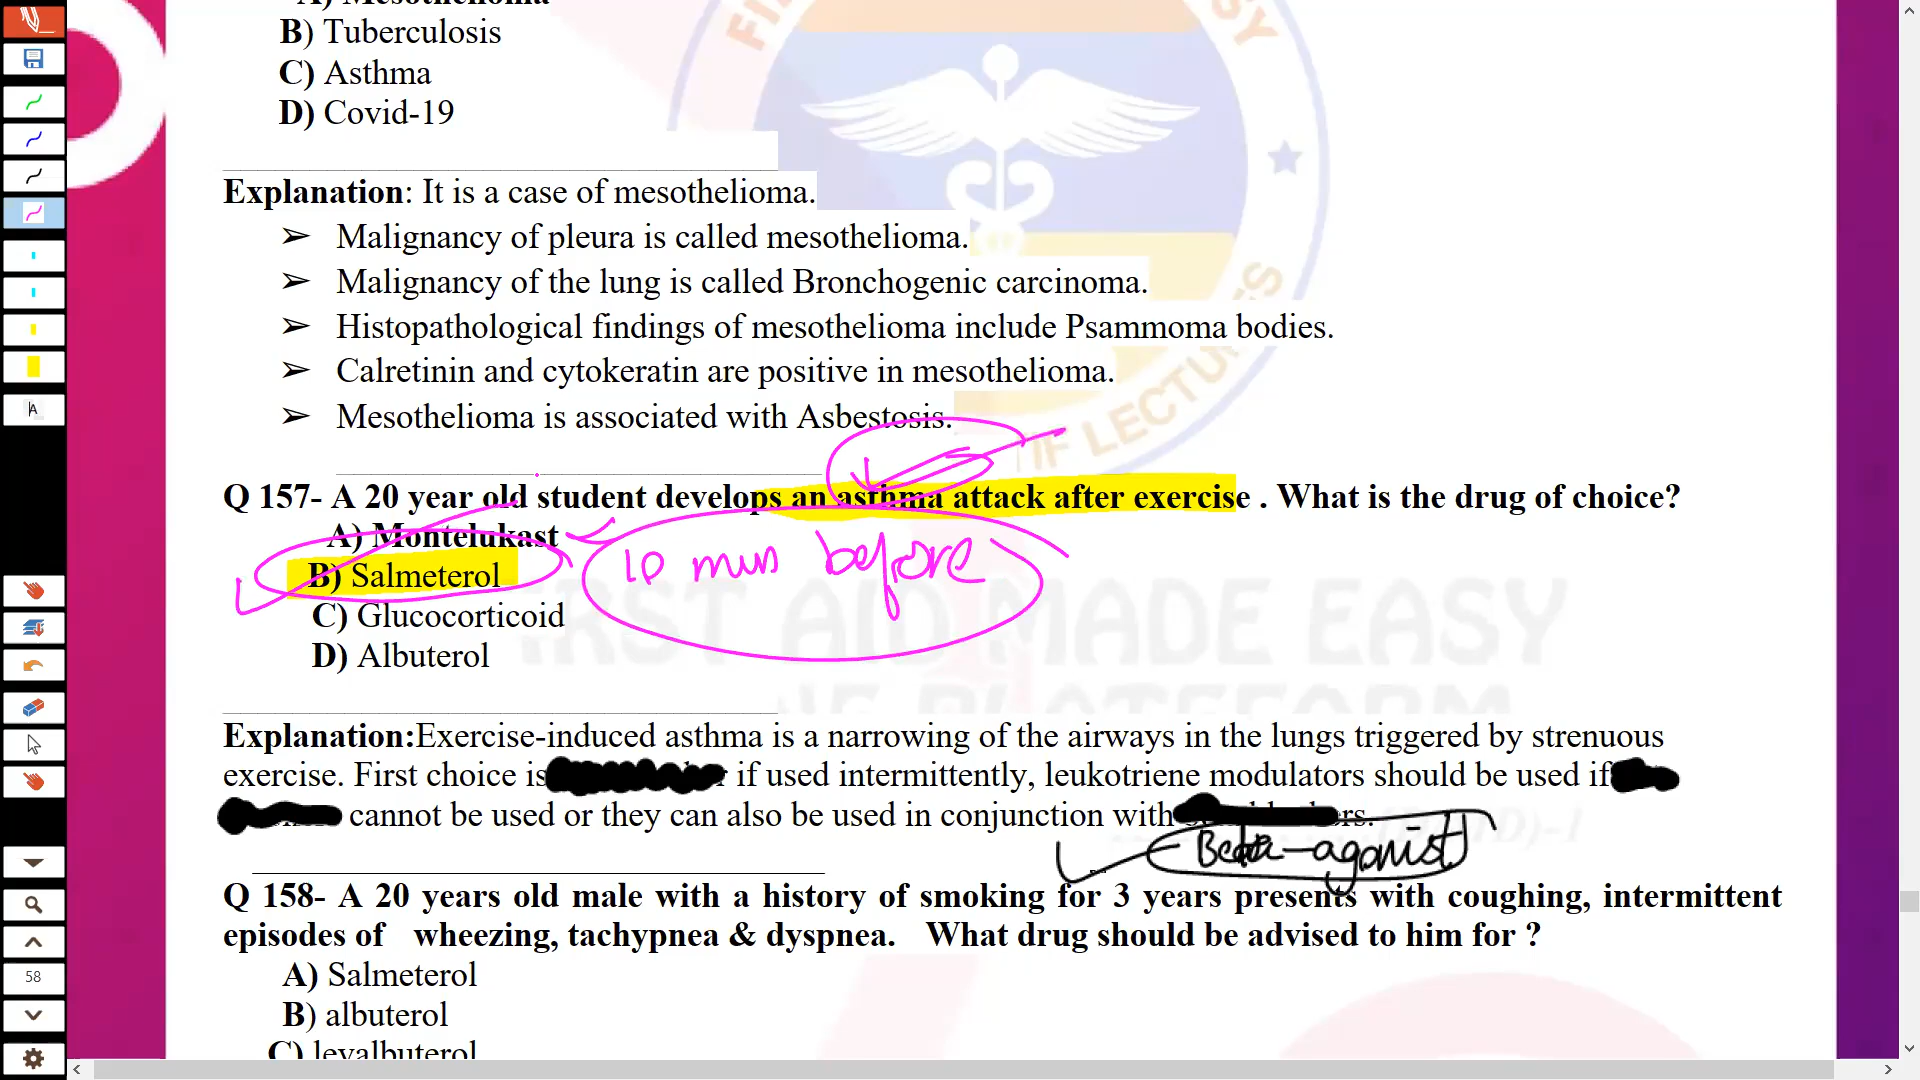 A) Mesothelioma
B) Tuberculosis
C) Asthma
D) Covid-19
Explanation: It is a case of mesothelioma.
➢ Malignancy of pleura is called mesothelioma.
➢ Malignancy of the lung is called Bronchogenic carcinoma.
➢ Histopathological findings of mesothelioma include Psammoma bodies.
➢ Calretinin and cytokeratin are positive in mesothelioma.
➢ Mesothelioma is associated with Asbestosis.
IF LECTURES
Q 157- A 20 year old student develops an asthma attack after exercise . What is the drug of choice?
A) Montelukast
10 min before
B) Salmeterol
C) Glucocorticoid
FIRST AID MADE EASY
D) Albuterol
Explanation:Exercise-induced asthma is a narrowing of the airways in the lungs triggered by strenuous
exercise. First choice is if used intermittently, leukotriene modulators should be used if
cannot be used or they can also be used in conjunction with
Beta-agonist
Q 158- A 20 years old male with a history of smoking for 3 years presents with coughing, intermittent
episodes of wheezing, tachypnea & dyspnea. What drug should be advised to him for ?
A) Salmeterol
B) albuterol
C) levalbuterol
58